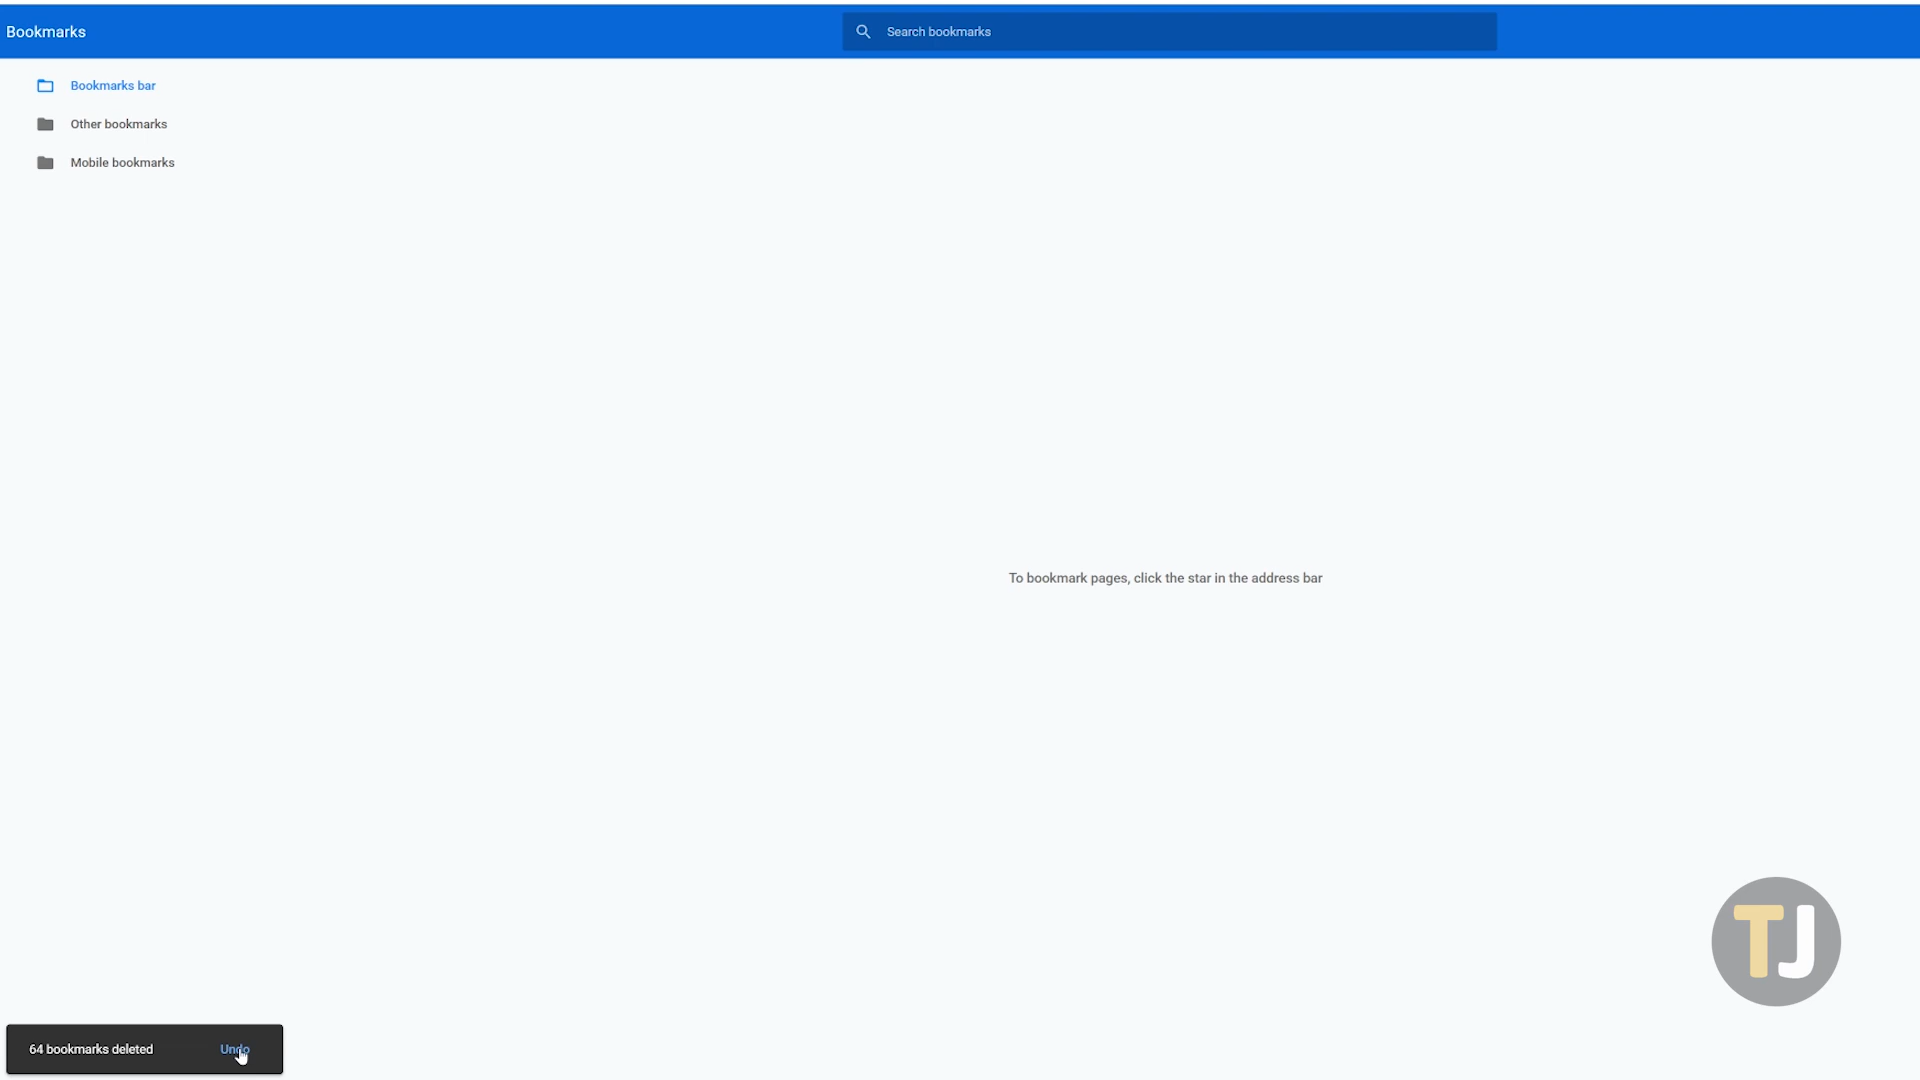 Bookmarks
Search bookmarks
Bookmarks bar
Other bookmarks
Mobile bookmarks
To bookmark pages, click the star in the address bar
TJ
64 bookmarks deleted Undo